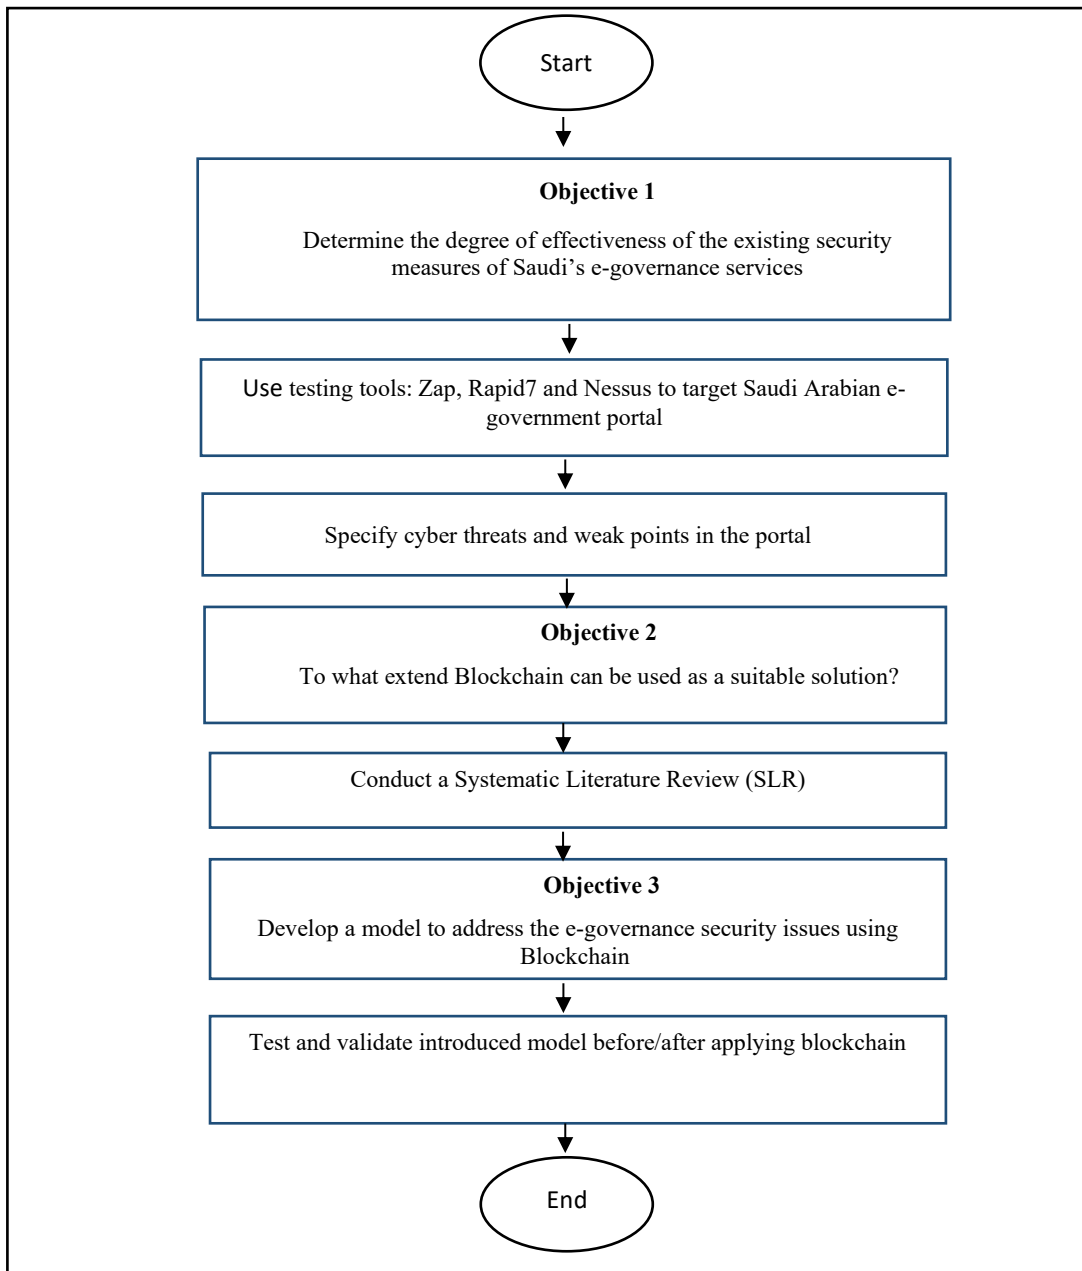 Start
Objective 1
Determine the degree of effectiveness of the existing security
measures of Saudi’s e-governance services
Use testing tools: Zap, Rapid7 and Nessus to target Saudi Arabian e-
government portal
Specify cyber threats and weak points in the portal
Objective 2
To what extend Blockchain can be used as a suitable solution?
Conduct a Systematic Literature Review (SLR)
Objective 3
Develop a model to address the e-governance security issues using
Blockchain
Test and validate introduced model before/after applying blockchain
End